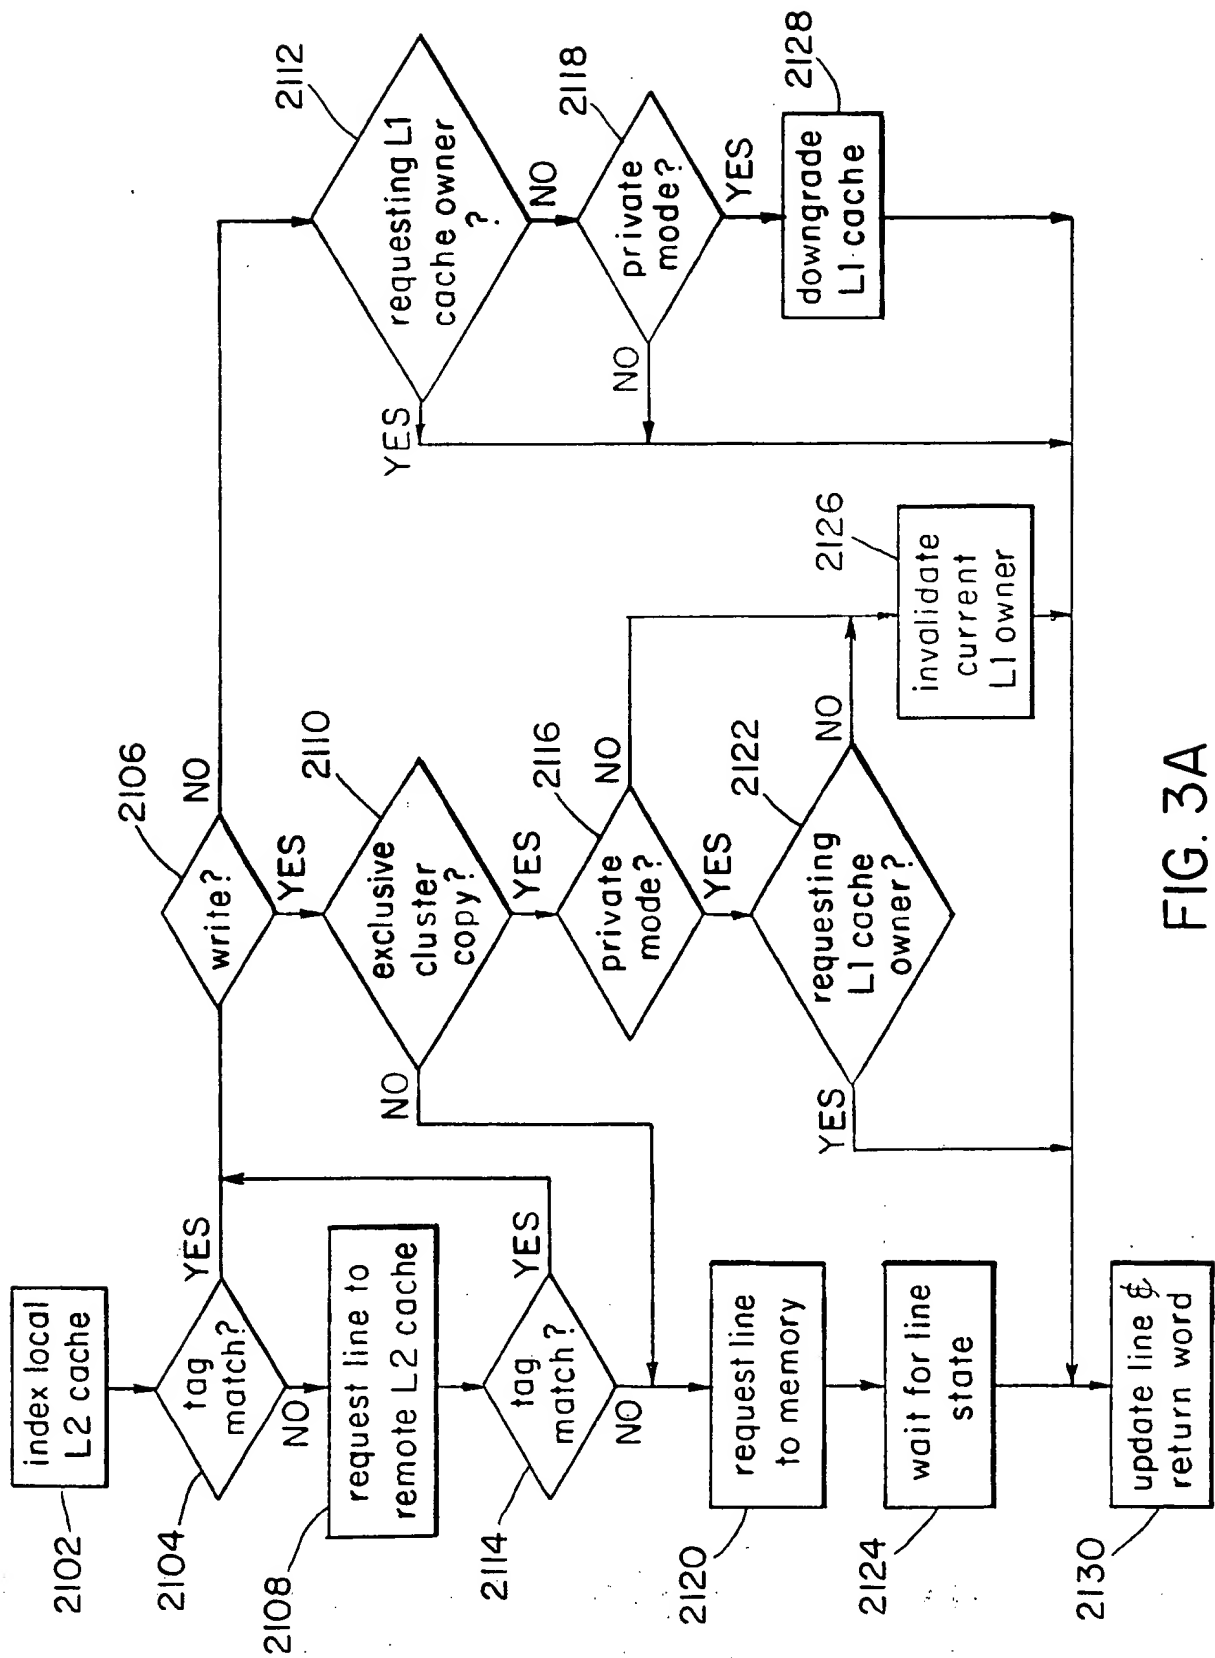 2102
index local
L2 cache
2104
tag
match?
YES
NO
2106
write?
NO
YES
2108
request line to
remote L2 cache
2110
exclusive
cluster
copy?
NO
YES
2112
requesting L1
cache owner
?
YES
NO
2114
tag
match?
YES
NO
2116
private
mode?
NO
YES
2118
private
mode?
NO
YES
2120
request line
to memory
2122
requesting
L1 cache
owner?
YES
NO
2124
wait for line
state
2126
invalidate
current
L1 owner
2128
downgrade
L1 cache
2130
update line &
return word
FIG. 3A